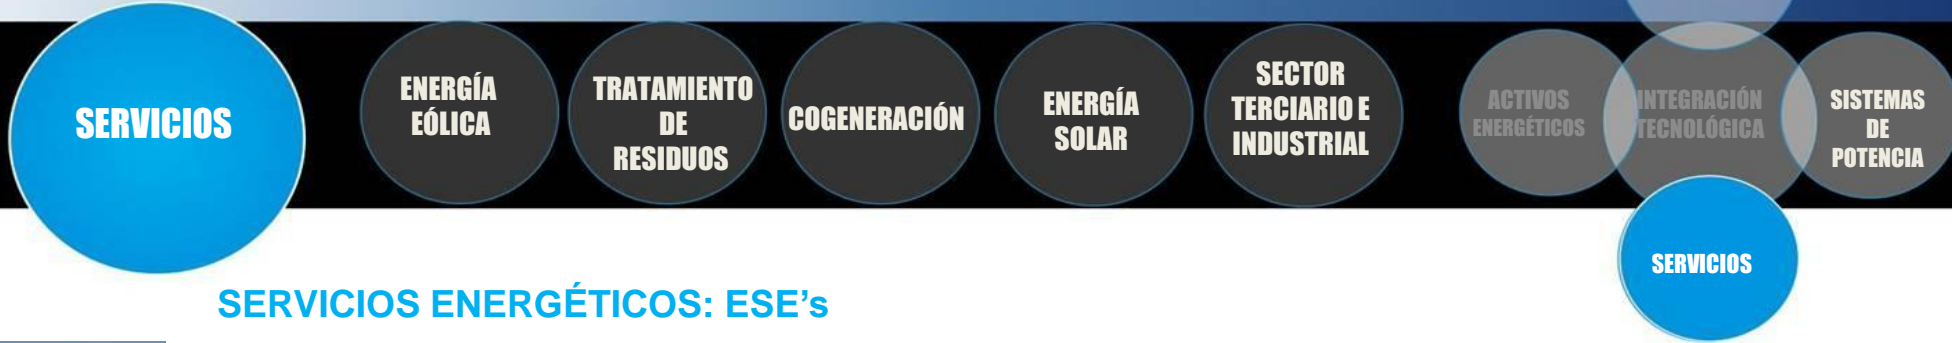 SERVICIOS
ENERGÍA
EÓLICA
TRATAMIENTO
DE
RESIDUOS
COGENERACIÓN
ENERGÍA
SOLAR
SECTOR
TERCIARIO E
INDUSTRIAL
ACTIVOS
ENERGÉTICOS
INTEGRACIÓN
TECNOLÓGICA
SISTEMAS
DE
POTENCIA
SERVICIOS
SERVICIOS ENERGÉTICOS: ESE’s